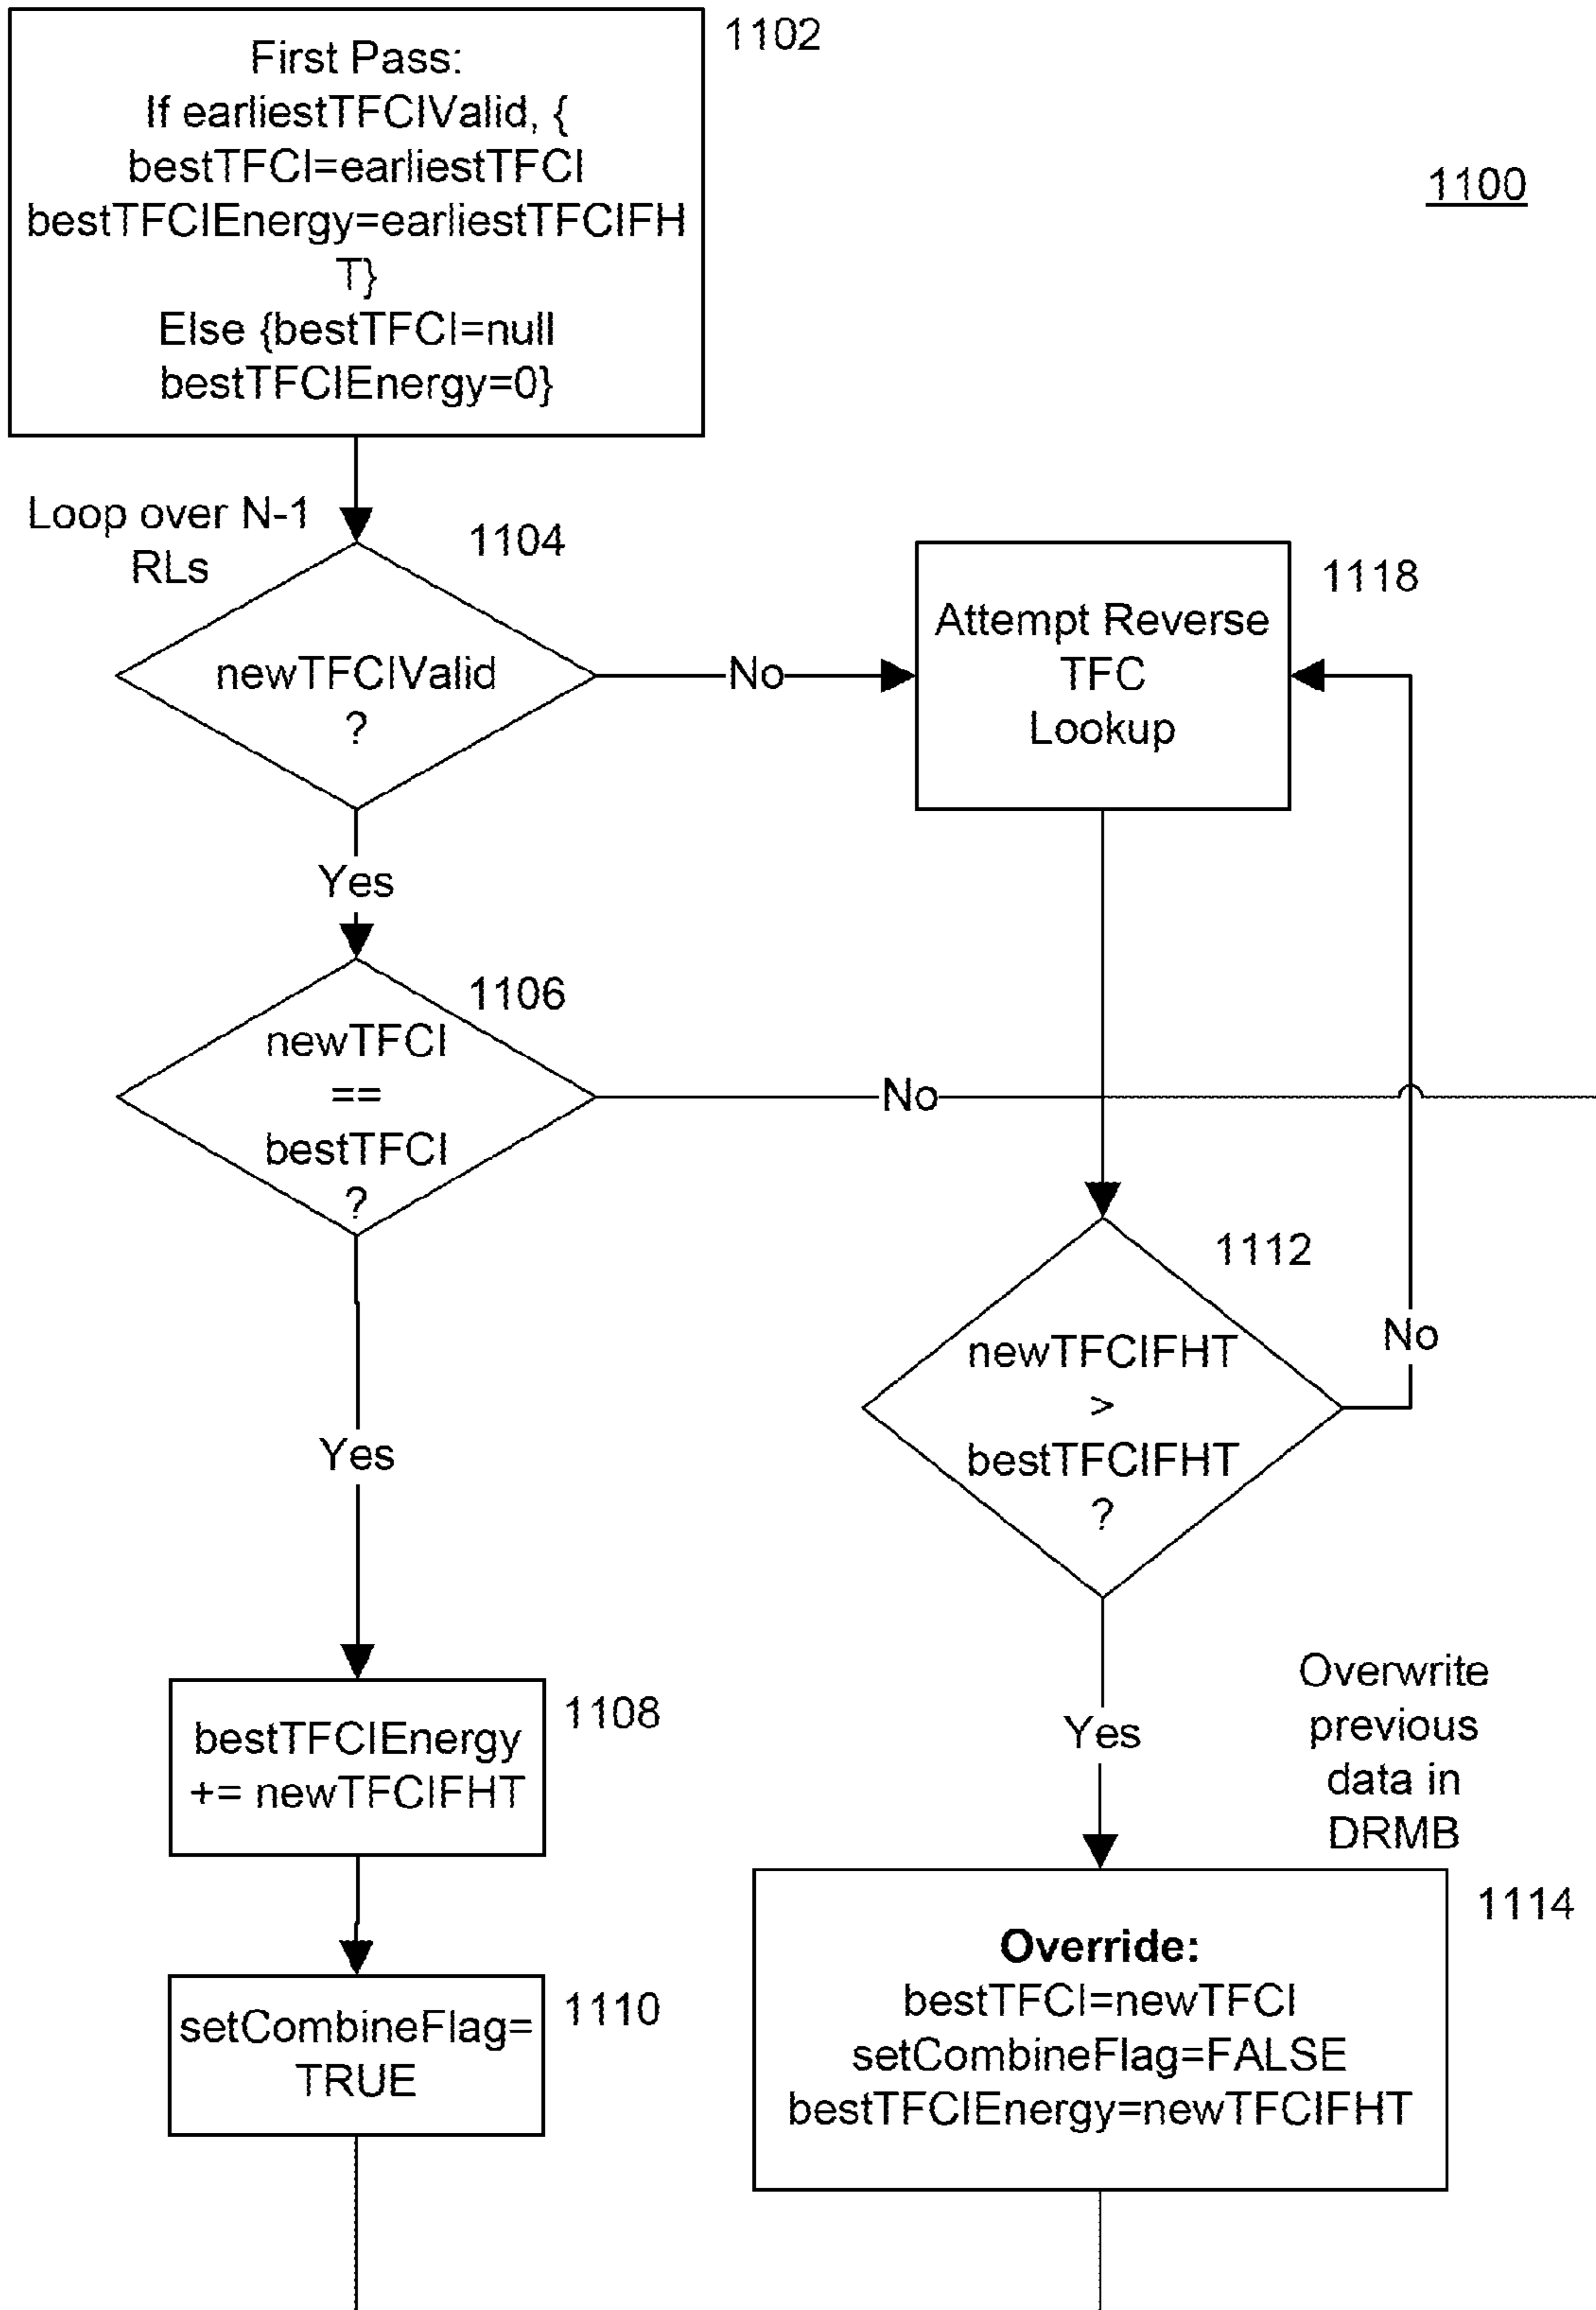 First Pass:
If earliestTFCIValid, {
bestTFCI=earliestTFCI
bestTFCIEnergy=earliestTFCIFH
T}
Else {bestTFCI=null
bestTFCIEnergy=0}
1102
1100
Loop over N-1
RLs
1104
newTFCIValid
?
No
1118
Attempt Reverse
TFC
Lookup
Yes
1106
newTFCI
==
bestTFCI
?
No
1112
newTFCIFHT
>
bestTFCIFHT
?
No
Yes
1108
bestTFCIEnergy
+= newTFCIFHT
Yes
Overwrite
previous
data in
DRMB
1110
setCombineFlag=
TRUE
1114
Override:
bestTFCI=newTFCI
setCombineFlag=FALSE
bestTFCIEnergy=newTFCIFHT